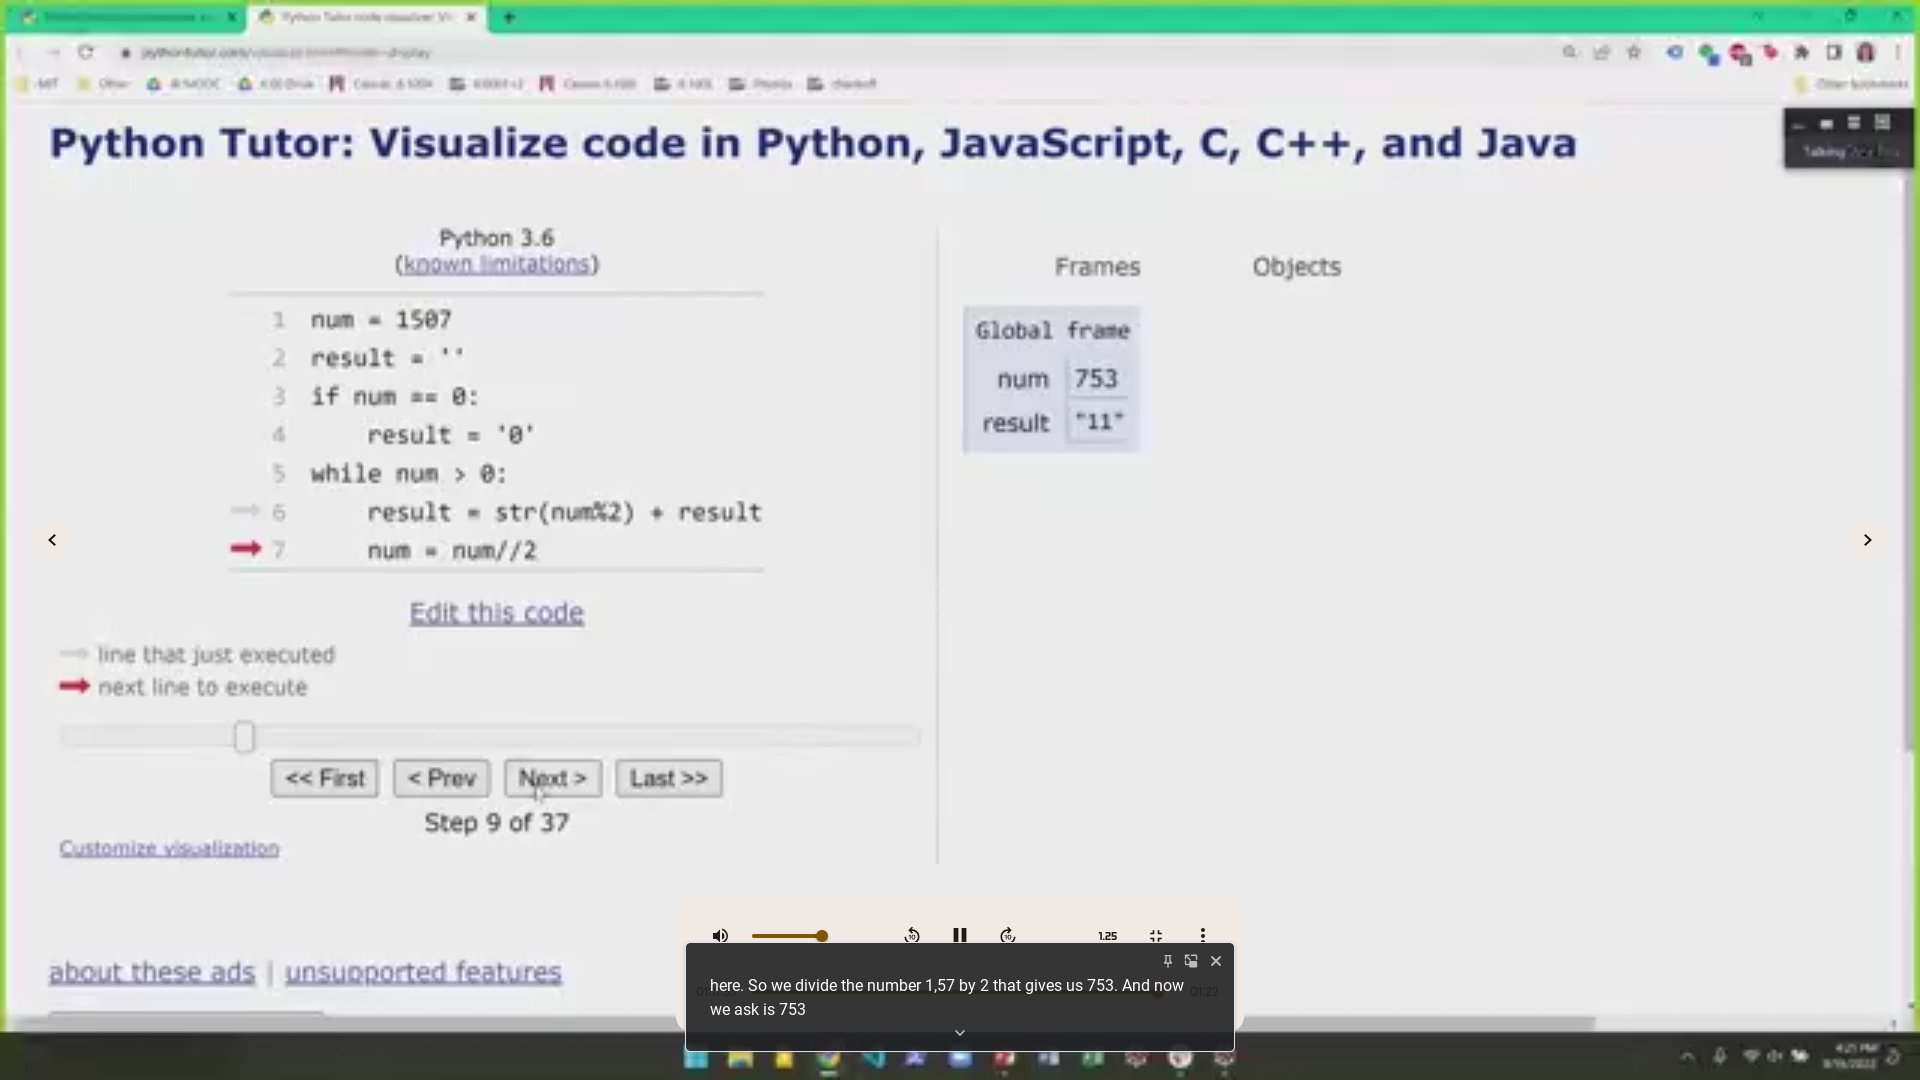 Python Tutor: Visualize code in Python, JavaScript, C, C++, and Java
Talking
Python 3.6
(known limitations)
1 num = 1507
2 result = ''
3 if num == 0:
4 result = '0'
5 while num > 0:
6 result = str(num%2) + result
7 num = num//2
Edit this code
line that just executed
next line to execute
<< First < Prev Next > Last >>
Step 9 of 37
Customize visualization
Frames Objects
Global frame
num 753
result "11"
about these ads | unsupported features
1.25
here. So we divide the number 1,57 by 2 that gives us 753. And now
we ask is 753